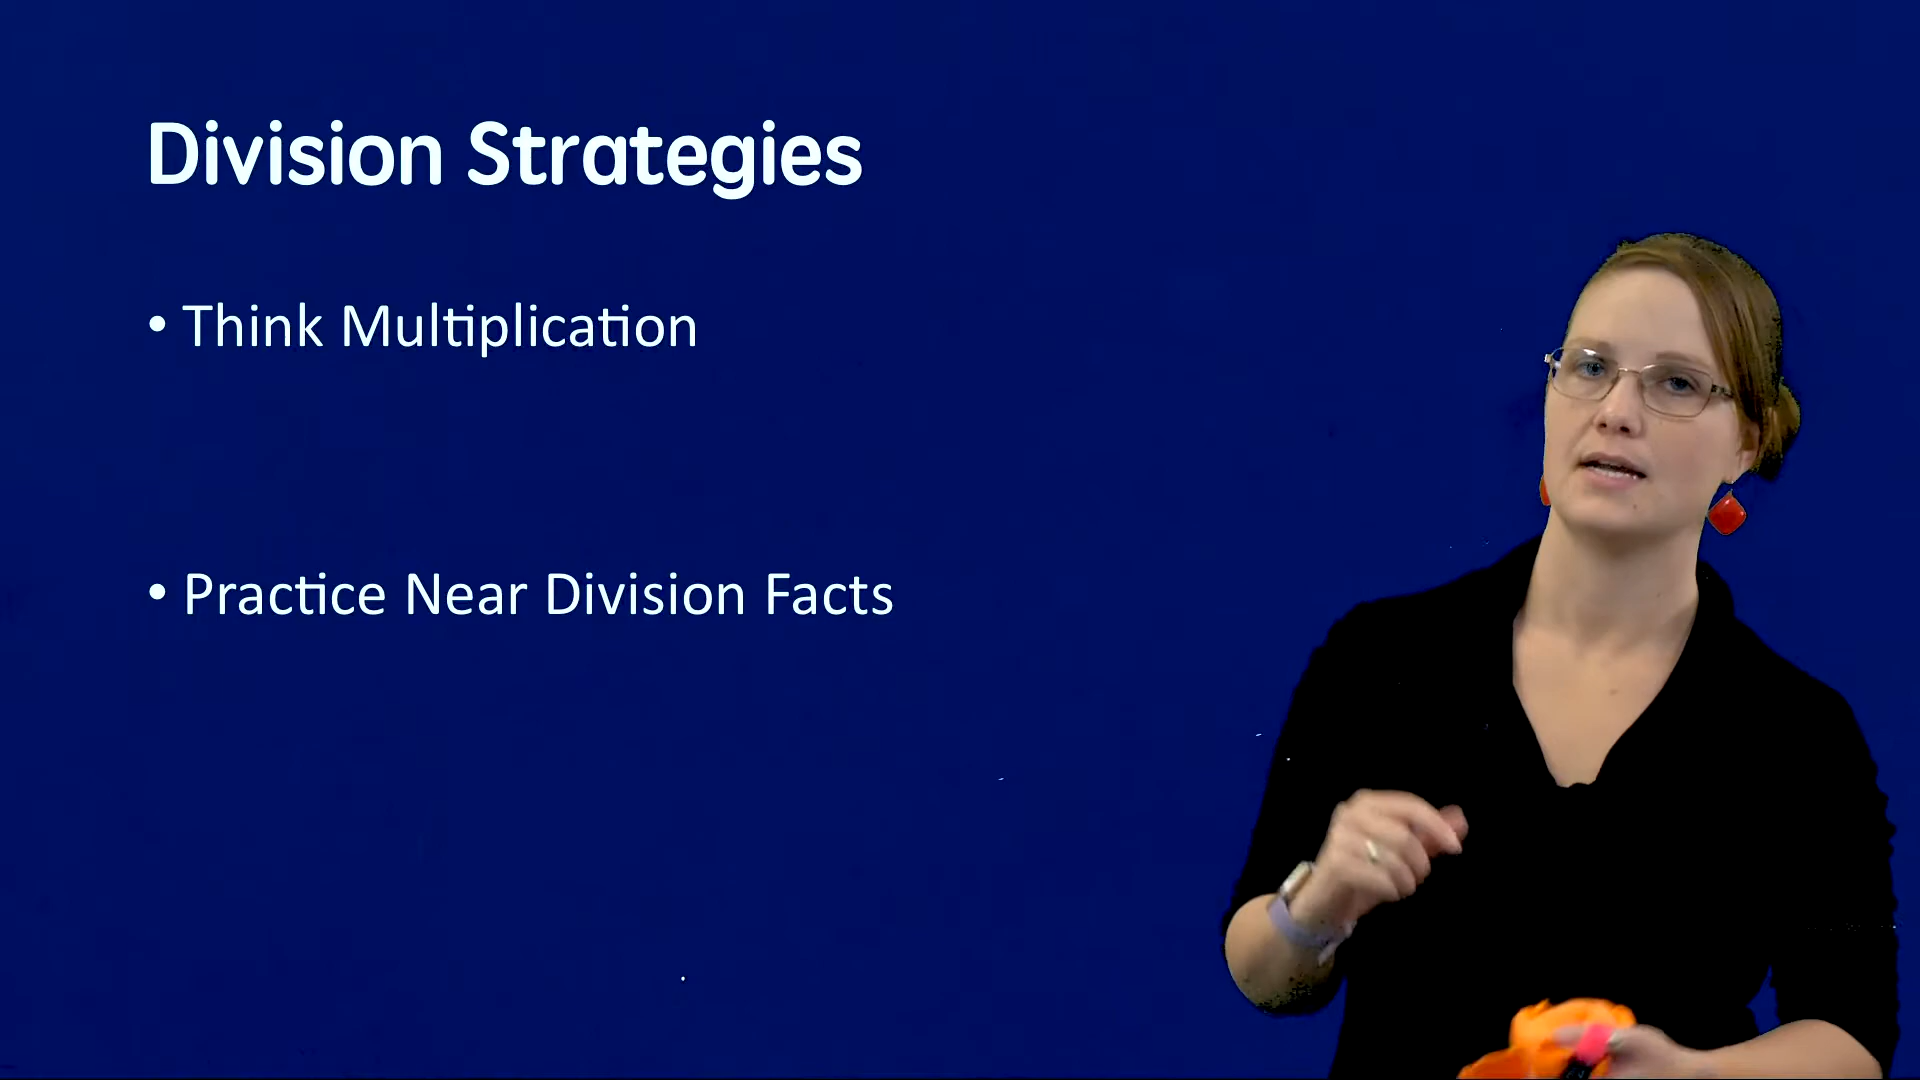 Division Strategies
• Think Multiplication
• Practice Near Division Facts